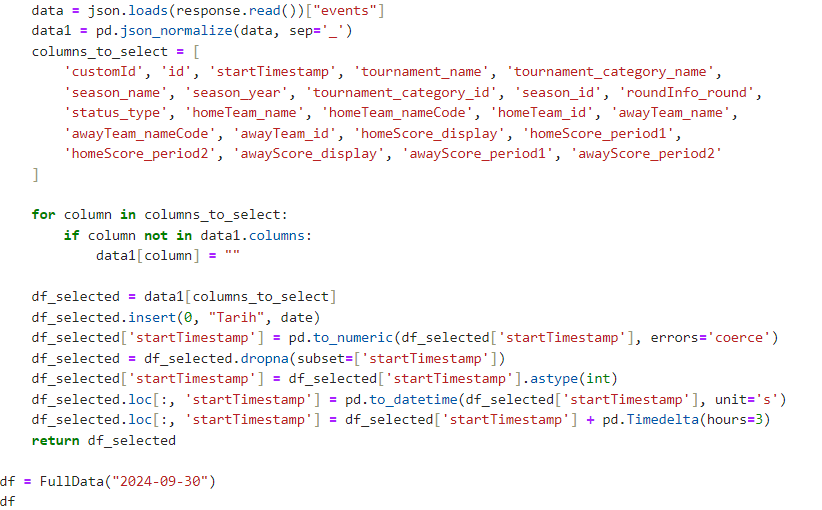 data = json.loads(response.read())["events"]
data1 = pd.json_normalize(data, sep='_')
columns_to_select = [
'customId', 'id', 'startTimestamp', 'tournament_name', 'tournament_category_name',
'season_name', 'season_year', 'tournament_category_id', 'season_id', 'roundInfo_round',
'status_type', 'homeTeam_name', 'homeTeam_nameCode', 'homeTeam_id', 'awayTeam_name',
'awayTeam_nameCode', 'awayTeam_id', 'homeScore_display', 'homeScore_period1',
'homeScore_period2', 'awayScore_display', 'awayScore_period1', 'awayScore_period2'
]
for column in columns_to_select:
if column not in data1.columns:
data1[column] = ""
df_selected = data1[columns_to_select]
df_selected.insert(0, "Tarih", date)
df_selected['startTimestamp'] = pd.to_numeric(df_selected['startTimestamp'], errors='coerce')
df_selected = df_selected.dropna(subset=['startTimestamp'])
df_selected['startTimestamp'] = df_selected['startTimestamp'].astype(int)
df_selected.loc[:, 'startTimestamp'] = pd.to_datetime(df_selected['startTimestamp'], unit='s')
df_selected.loc[:, 'startTimestamp'] = df_selected['startTimestamp'] + pd.Timedelta(hours=3)
return df_selected
df = FullData("2024-09-30")
df